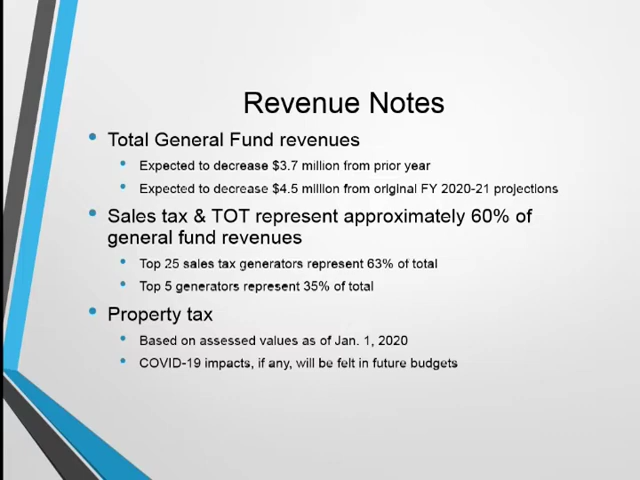 Revenue Notes
• Total General Fund revenues
• Expected to decrease $3.7 million from prior year
• Expected to decrease $4.5 million from original FY 2020-21 projections
• Sales tax & TOT represent approximately 60% of
general fund revenues
• Top 25 sales tax generators represent 63% of total
• Top 5 generators represent 35% of total
• Property tax
• Based on assessed values as of Jan. 1, 2020
• COVID-19 impacts, if any, will be felt in future budgets